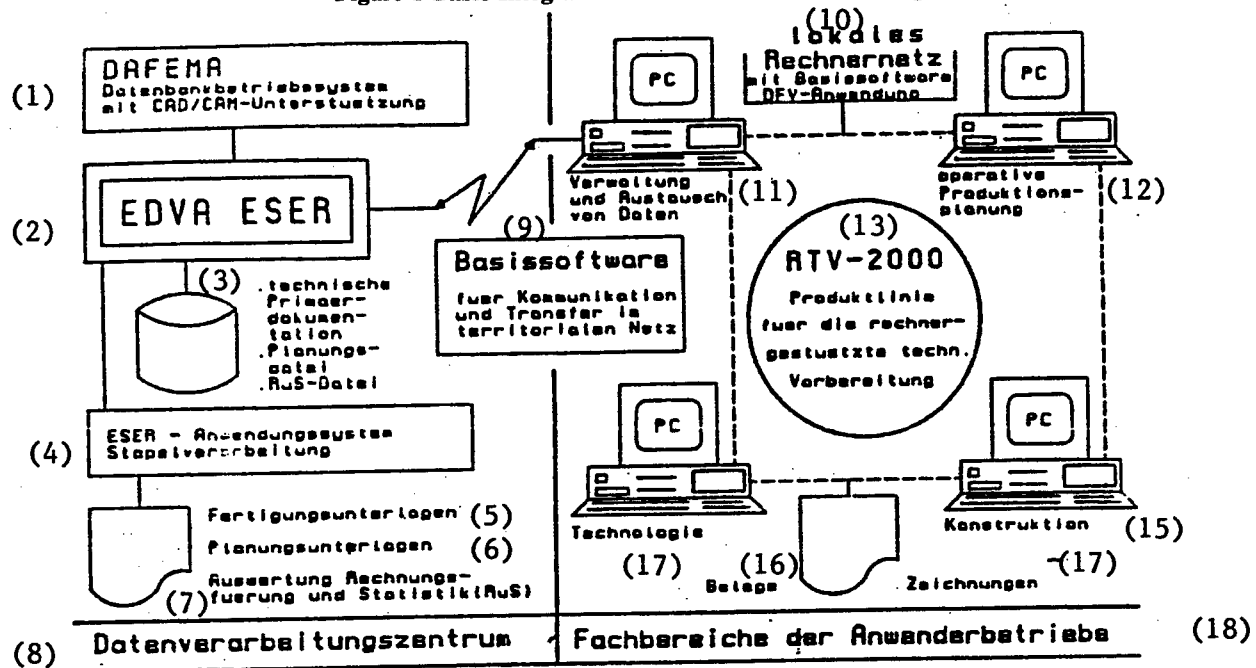 (1)
DAFEMA
Datenbankbetriebssystem
mit CAD/CAM-Unterstuetzung
(2)
EDVA ESER
(3)
.technische
Primaer-
dokumen-
tation
.Planungs-
datei
.RuS-Datei
(4)
ESER - Anwendungssystem
Stapelverarbeitung
Fertigungsunterlagen (5)
Planungsunterlagen (6)
Auswertung Rechnungs-
fuerung und Statistik(RuS)
(7)
(8) Datenverarbeitungszentrum
(9)
Basissoftware
fuer Kommunikation
und Transfer im
territorialen Netz
PC
Verwaltung
und Austausch
von Daten
(11)
(10)
lokales
Rechnernetz
mit Basissoftware
DFV-Anwendung
PC
operative
Produktions-
planung
(12)
(13)
RTV-2000
Produktlinie
fuer die rechner-
gestuetzte techn.
Vorbereitung
PC
Technologie
(17)
PC
Konstruktion (15)
Belege (16)
Zeichnungen (17)
Fachbereiche der Anwenderbetriebe (18)